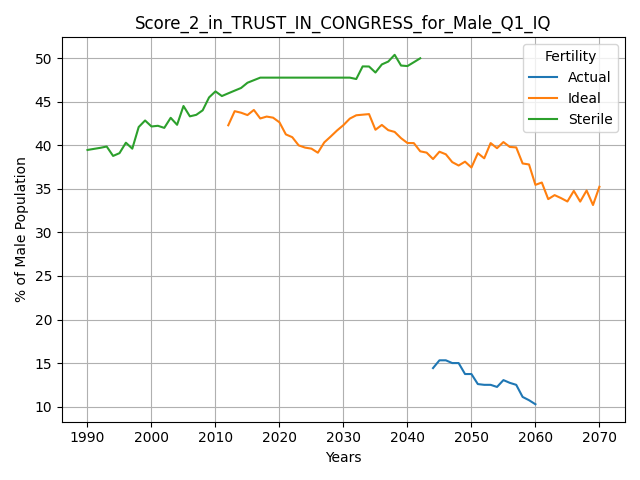 Score_2_in_TRUST_IN_CONGRESS_for_Male_Q1_IQ
% of Male Population
50
45
40
35
30
25
20
15
10
Fertility
Actual
Ideal
Sterile
1990 2000 2010 2020 2030 2040 2050 2060 2070
Years